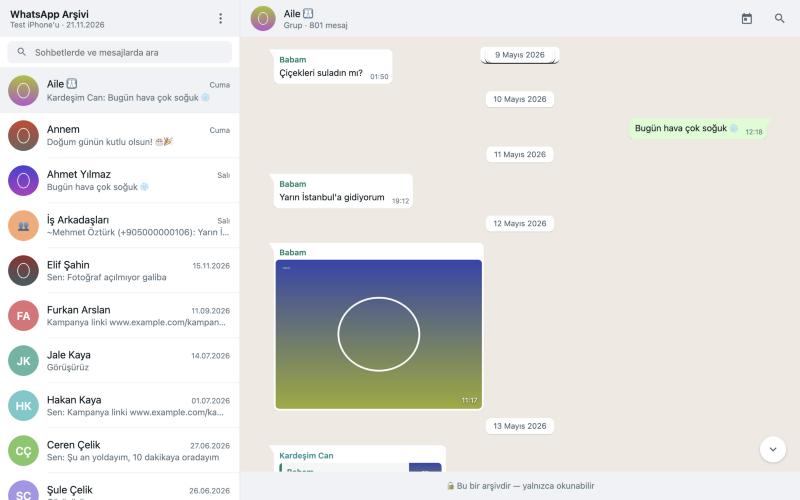 WhatsApp Arşivi
Test iPhone'u · 21.11.2026
Sohbetlerde ve mesajlarda ara
Aile
Cuma
Kardeşim Can: Bugün hava çok soğuk
Annem
Cuma
Doğum günün kutlu olsun!
Ahmet Yılmaz
Salı
Bugün hava çok soğuk
İş Arkadaşları
Salı
~Mehmet Öztürk (+905000000106): Yarın İ...
Elif Şahin
15.11.2026
Sen: Fotoğraf açılmıyor galiba
FA
Furkan Arslan
11.09.2026
Kampanya linki www.example.com/kampan...
JK
Jale Kaya
14.07.2026
Görüşürüz
HK
Hakan Kaya
01.07.2026
Sen: Kampanya linki www.example.com/ka...
CÇ
Ceren Çelik
27.06.2026
Sen: Şu an yoldayım, 10 dakikaya oradayım
ŞÇ
Şule Çelik
26.06.2026
Aile
Grup · 801 mesaj
9 Mayıs 2026
Babam
Çiçekleri suladın mı?
01:50
10 Mayıs 2026
Bugün hava çok soğuk
12:18
11 Mayıs 2026
Babam
Yarın İstanbul'a gidiyorum
19:12
12 Mayıs 2026
Babam
11:17
13 Mayıs 2026
Kardeşim Can
Babam
Bu bir arşivdir — yalnızca okunabilir